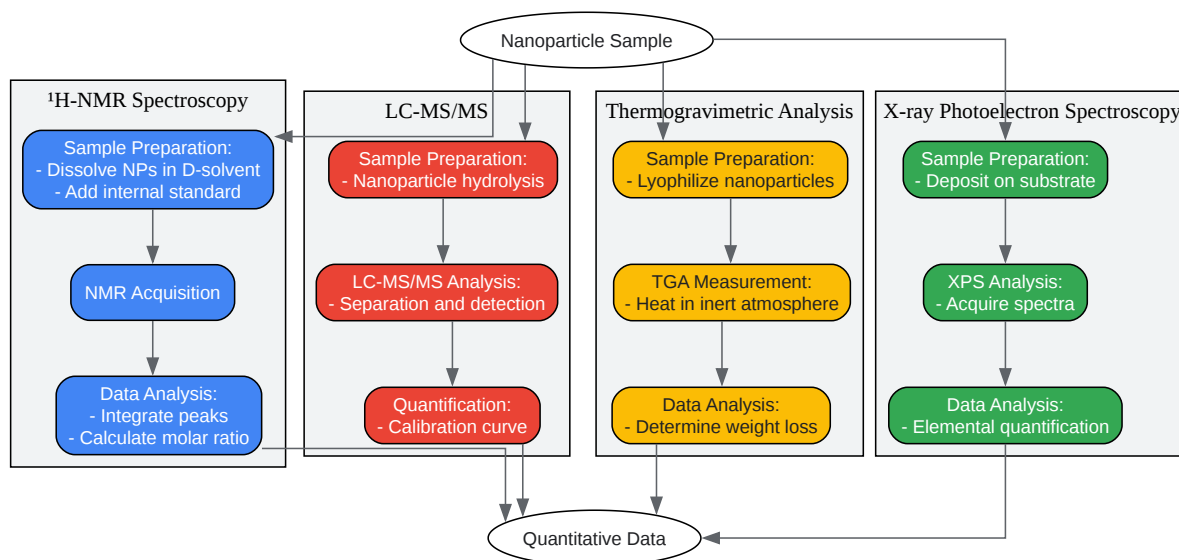 Nanoparticle Sample
¹H-NMR Spectroscopy
Sample Preparation:
- Dissolve NPs in D-solvent
- Add internal standard
NMR Acquisition
Data Analysis:
- Integrate peaks
- Calculate molar ratio
LC-MS/MS
Sample Preparation:
- Nanoparticle hydrolysis
LC-MS/MS Analysis:
- Separation and detection
Quantification:
- Calibration curve
Thermogravimetric Analysis
Sample Preparation:
- Lyophilize nanoparticles
TGA Measurement:
- Heat in inert atmosphere
Data Analysis:
- Determine weight loss
X-ray Photoelectron Spectroscopy
Sample Preparation:
- Deposit on substrate
XPS Analysis:
- Acquire spectra
Data Analysis:
- Elemental quantification
Quantitative Data